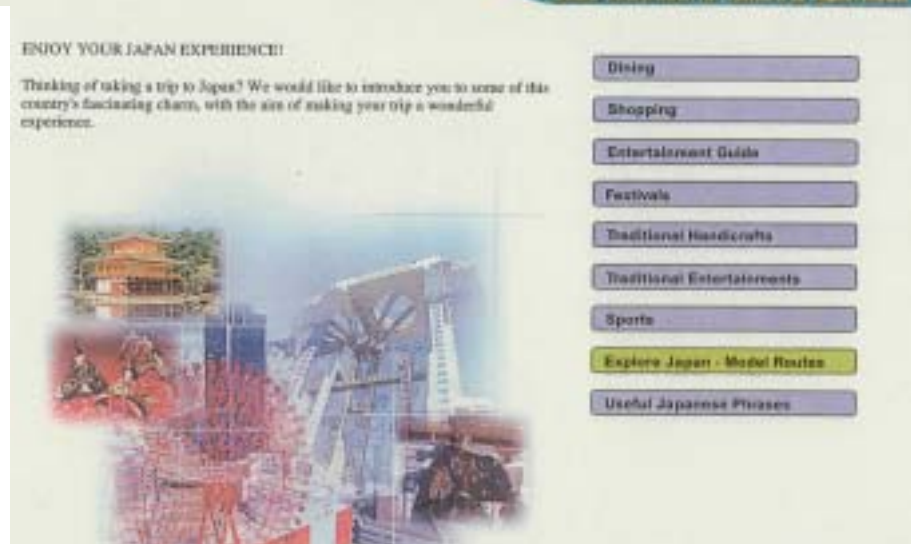 ENJOY YOUR JAPAN EXPERIENCE!
Thinking of taking a trip to Japan? We would like to introduce you to some of this
country's fascinating charm, with the aim of making your trip a wonderful
experience.
Dining
Shopping
Entertainment Guide
Festivals
Traditional Handicrafts
Traditional Entertainments
Sports
Explore Japan - Model Routes
Useful Japanese Phrases